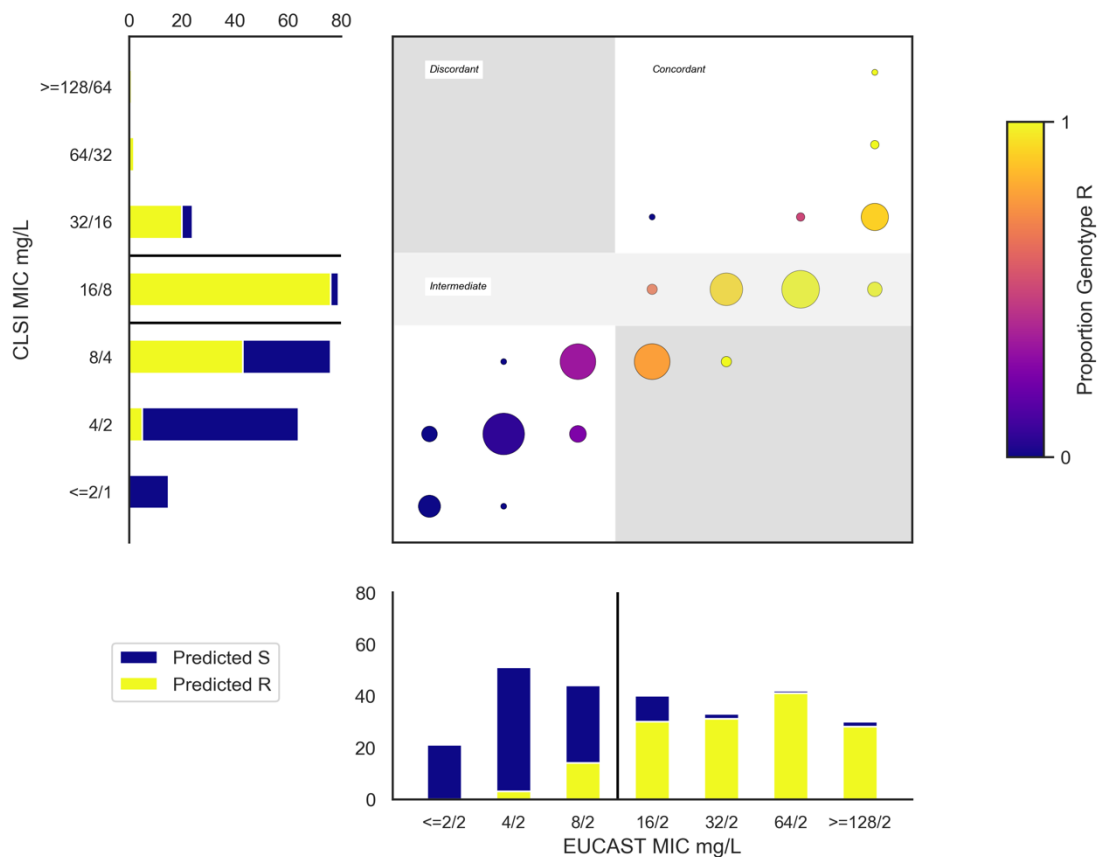 0 20 40 60 80
>=128/64
64/32
32/16
16/8
8/4
4/2
<=2/1
CLSI MIC mg/L
Discordant
Concordant
Intermediate
1
0
Proportion Genotype R
Predicted S
Predicted R
80
60
40
20
0
<=2/2 4/2 8/2 16/2 32/2 64/2 >=128/2
EUCAST MIC mg/L